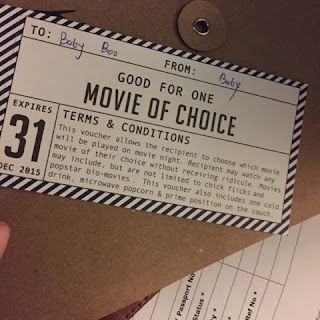 TO: Baby Boo
FROM: Baby
GOOD FOR ONE
MOVIE OF CHOICE
EXPIRES
31
DEC 2015
TERMS & CONDITIONS
This voucher allows the recipient to choose which movie
will be played on movie night. Recipient may watch any
movie of their choice without receiving ridicule. Movies
may include, but are not limited to chick flicks and
popstar bio-movies. This voucher also includes one cold
drink, microwave popcorn & prime position on the couch.
Passport No
Status *
Ref No *